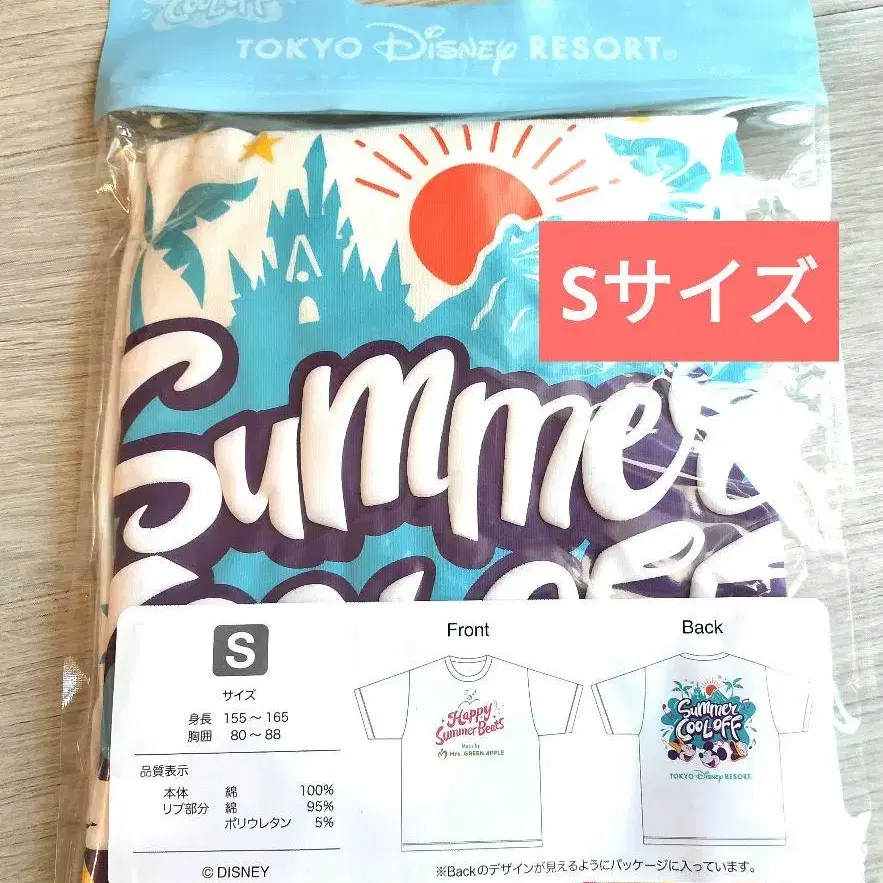 COOL OFF
TOKYO Disney RESORT®
Sサイズ
Summer
COOL OFF
S
サイズ
身長 155～165
胸囲 80～88
品質表示
本体 綿 100%
リブ部分 綿 95%
ポリウレタン 5%
© DISNEY
Front
Happy
Summer Beats
Music by
Mrs. GREEN APPLE
Back
Summer
COOL OFF
TOKYO Disney RESORT
※Backのデザインが見えるようにパッケージに入っています。